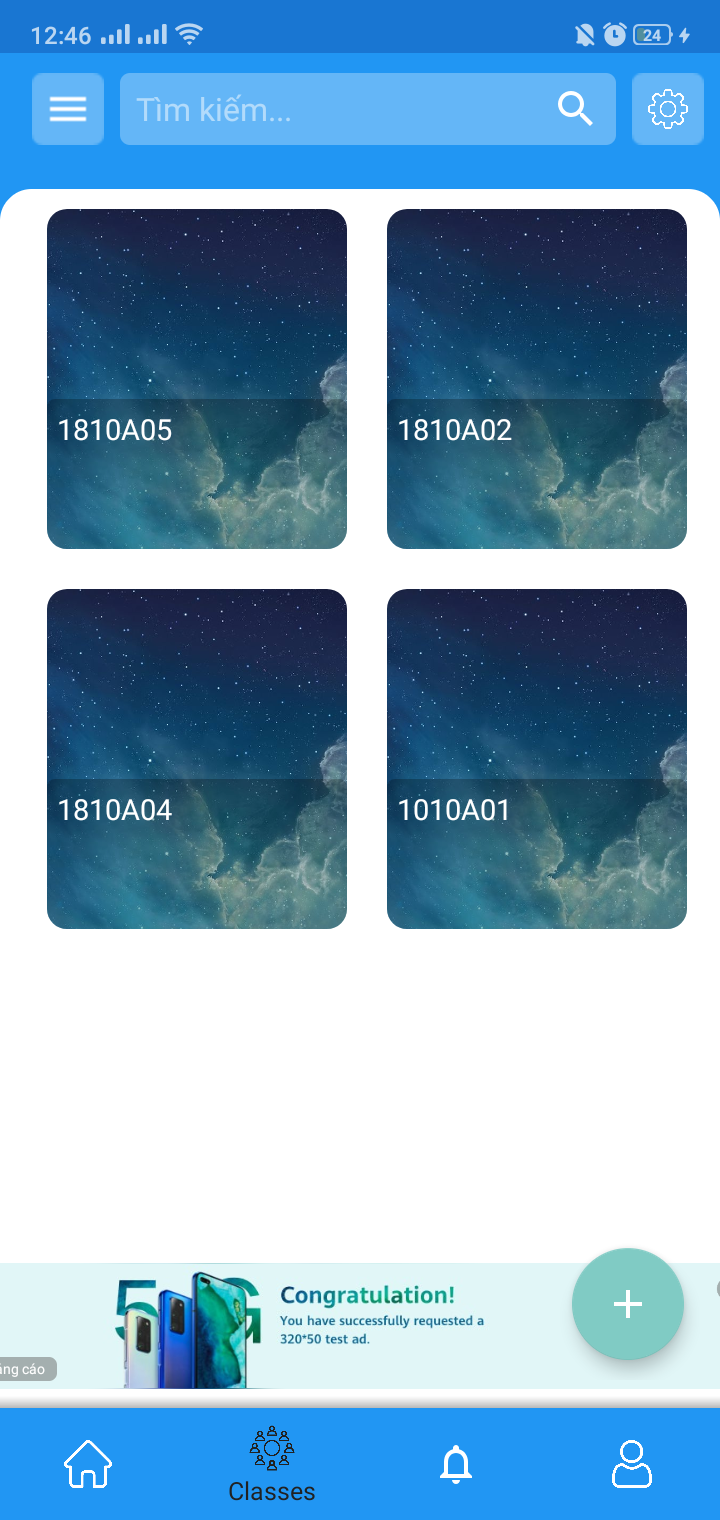 12:46
24
Tìm kiếm...
1810A05
1810A02
1810A04
1010A01
5G
Congratulation!
You have successfully requested a
320*50 test ad.
cáo
Classes